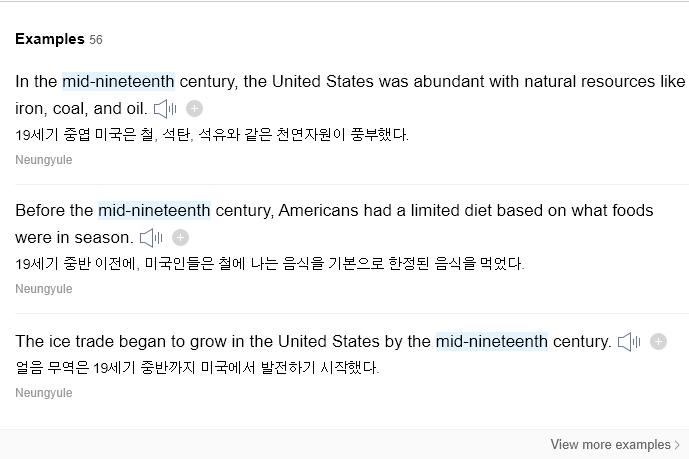 Examples 56
In the mid-nineteenth century, the United States was abundant with natural resources like
iron, coal, and oil.
19세기 중엽 미국은 철, 석탄, 석유와 같은 천연자원이 풍부했다.
Neungyule
Before the mid-nineteenth century, Americans had a limited diet based on what foods
were in season.
19세기 중반 이전에, 미국인들은 철에 나는 음식을 기본으로 한정된 음식을 먹었다.
Neungyule
The ice trade began to grow in the United States by the mid-nineteenth century.
얼음 무역은 19세기 중반까지 미국에서 발전하기 시작했다.
Neungyule
View more examples